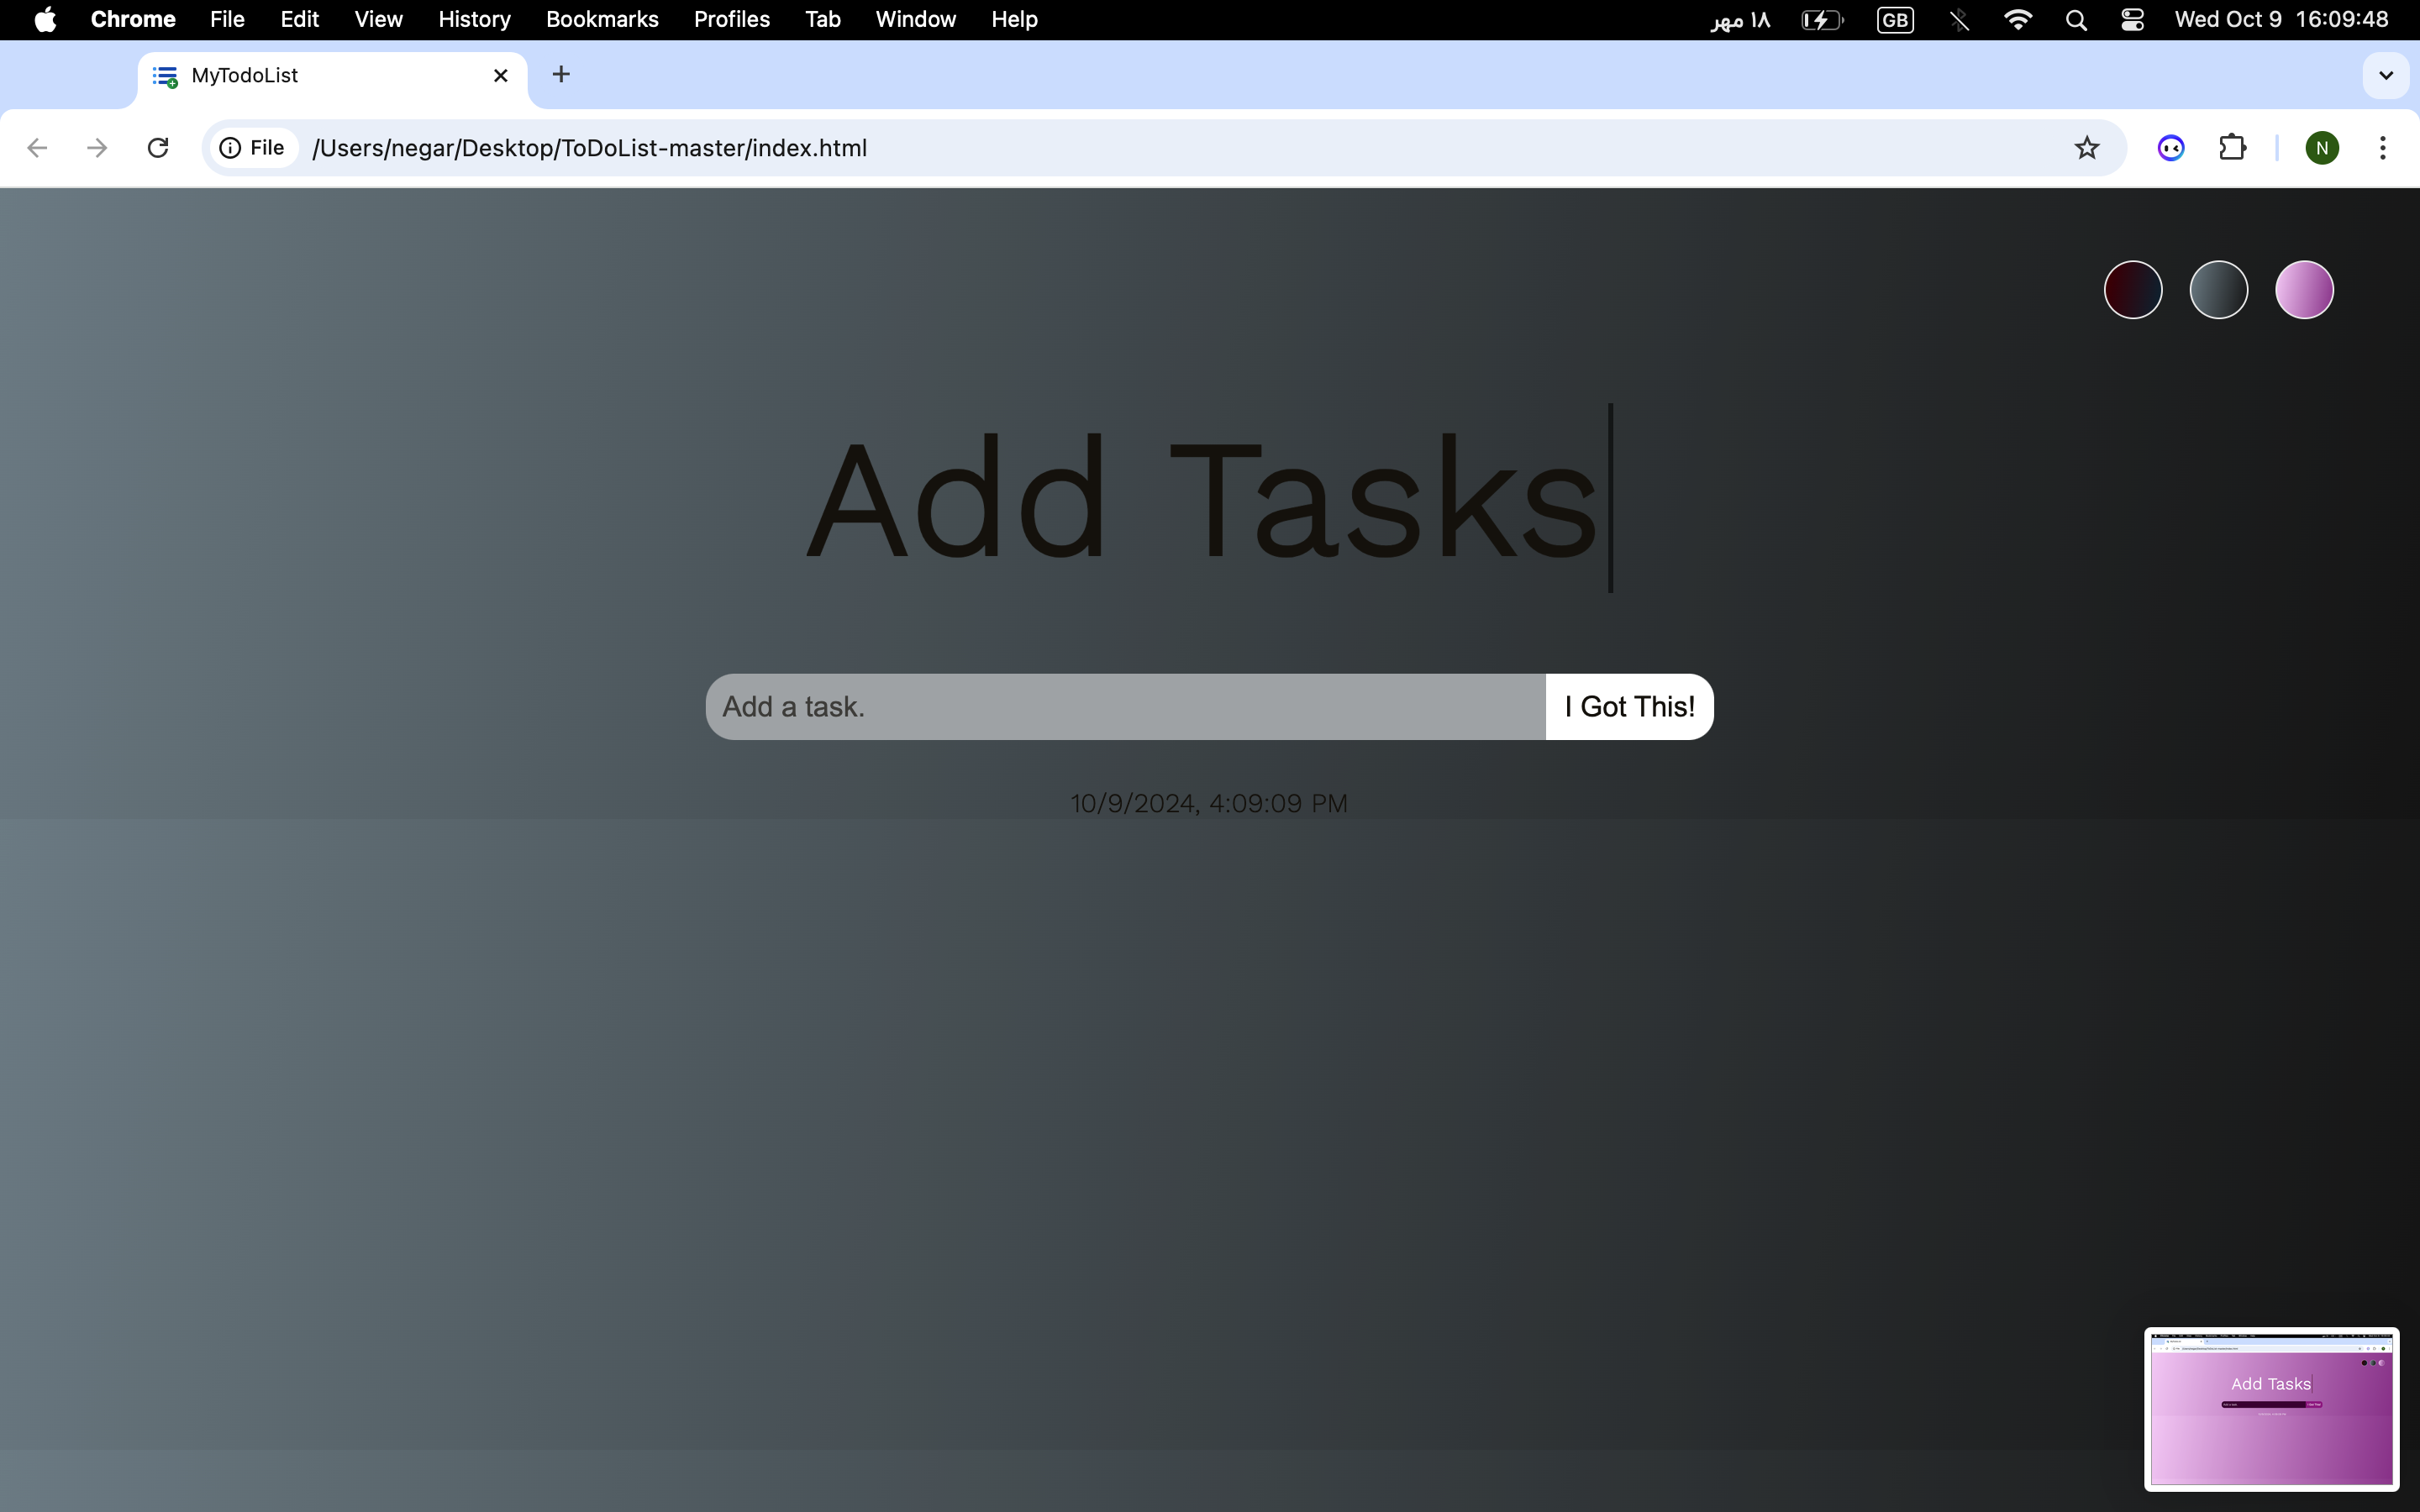 Chrome File Edit View History Bookmarks Profiles Tab Window Help ۱۸ مهر GB Wed Oct 9 16:09:48
MyTodoList
File /Users/negar/Desktop/ToDoList-master/index.html N
Add Tasks
Add a task. I Got This!
10/9/2024, 4:09:09 PM
Add Tasks